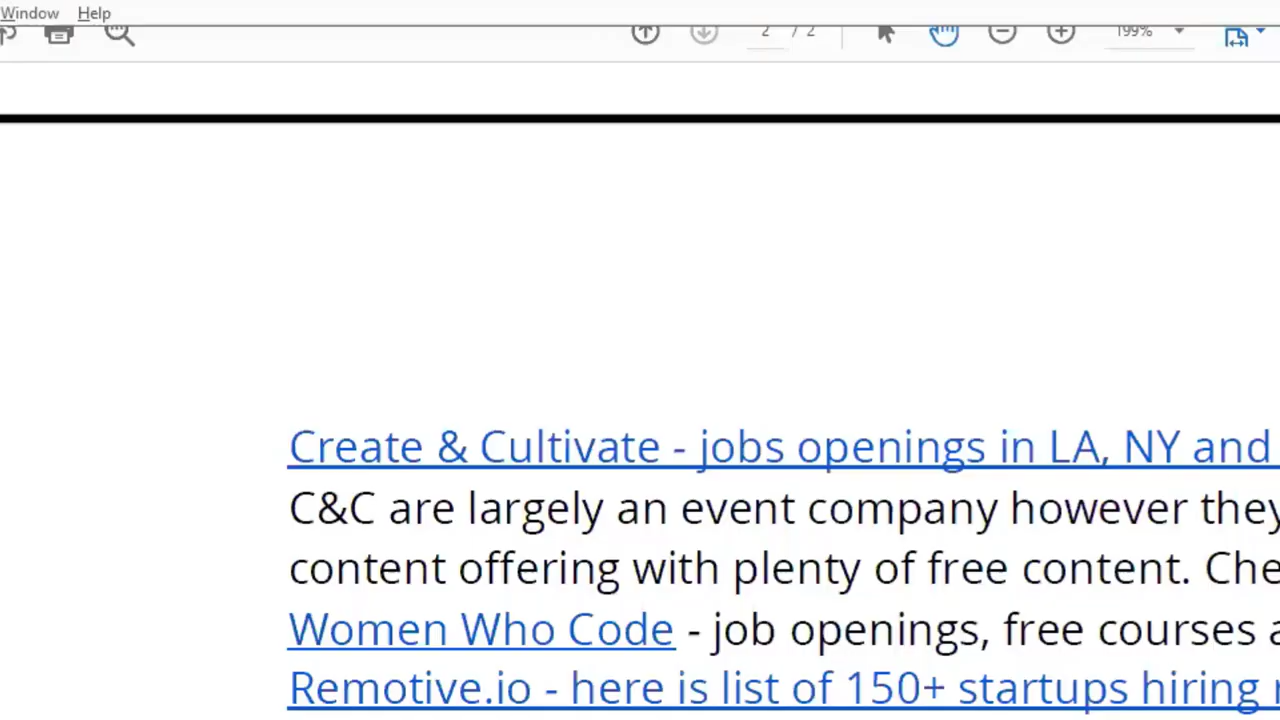 Window Help
2 / 2 199%
Create & Cultivate - jobs openings in LA, NY and
C&C are largely an event company however they
content offering with plenty of free content. Che
Women Who Code - job openings, free courses a
Remotive.io - here is list of 150+ startups hiring r